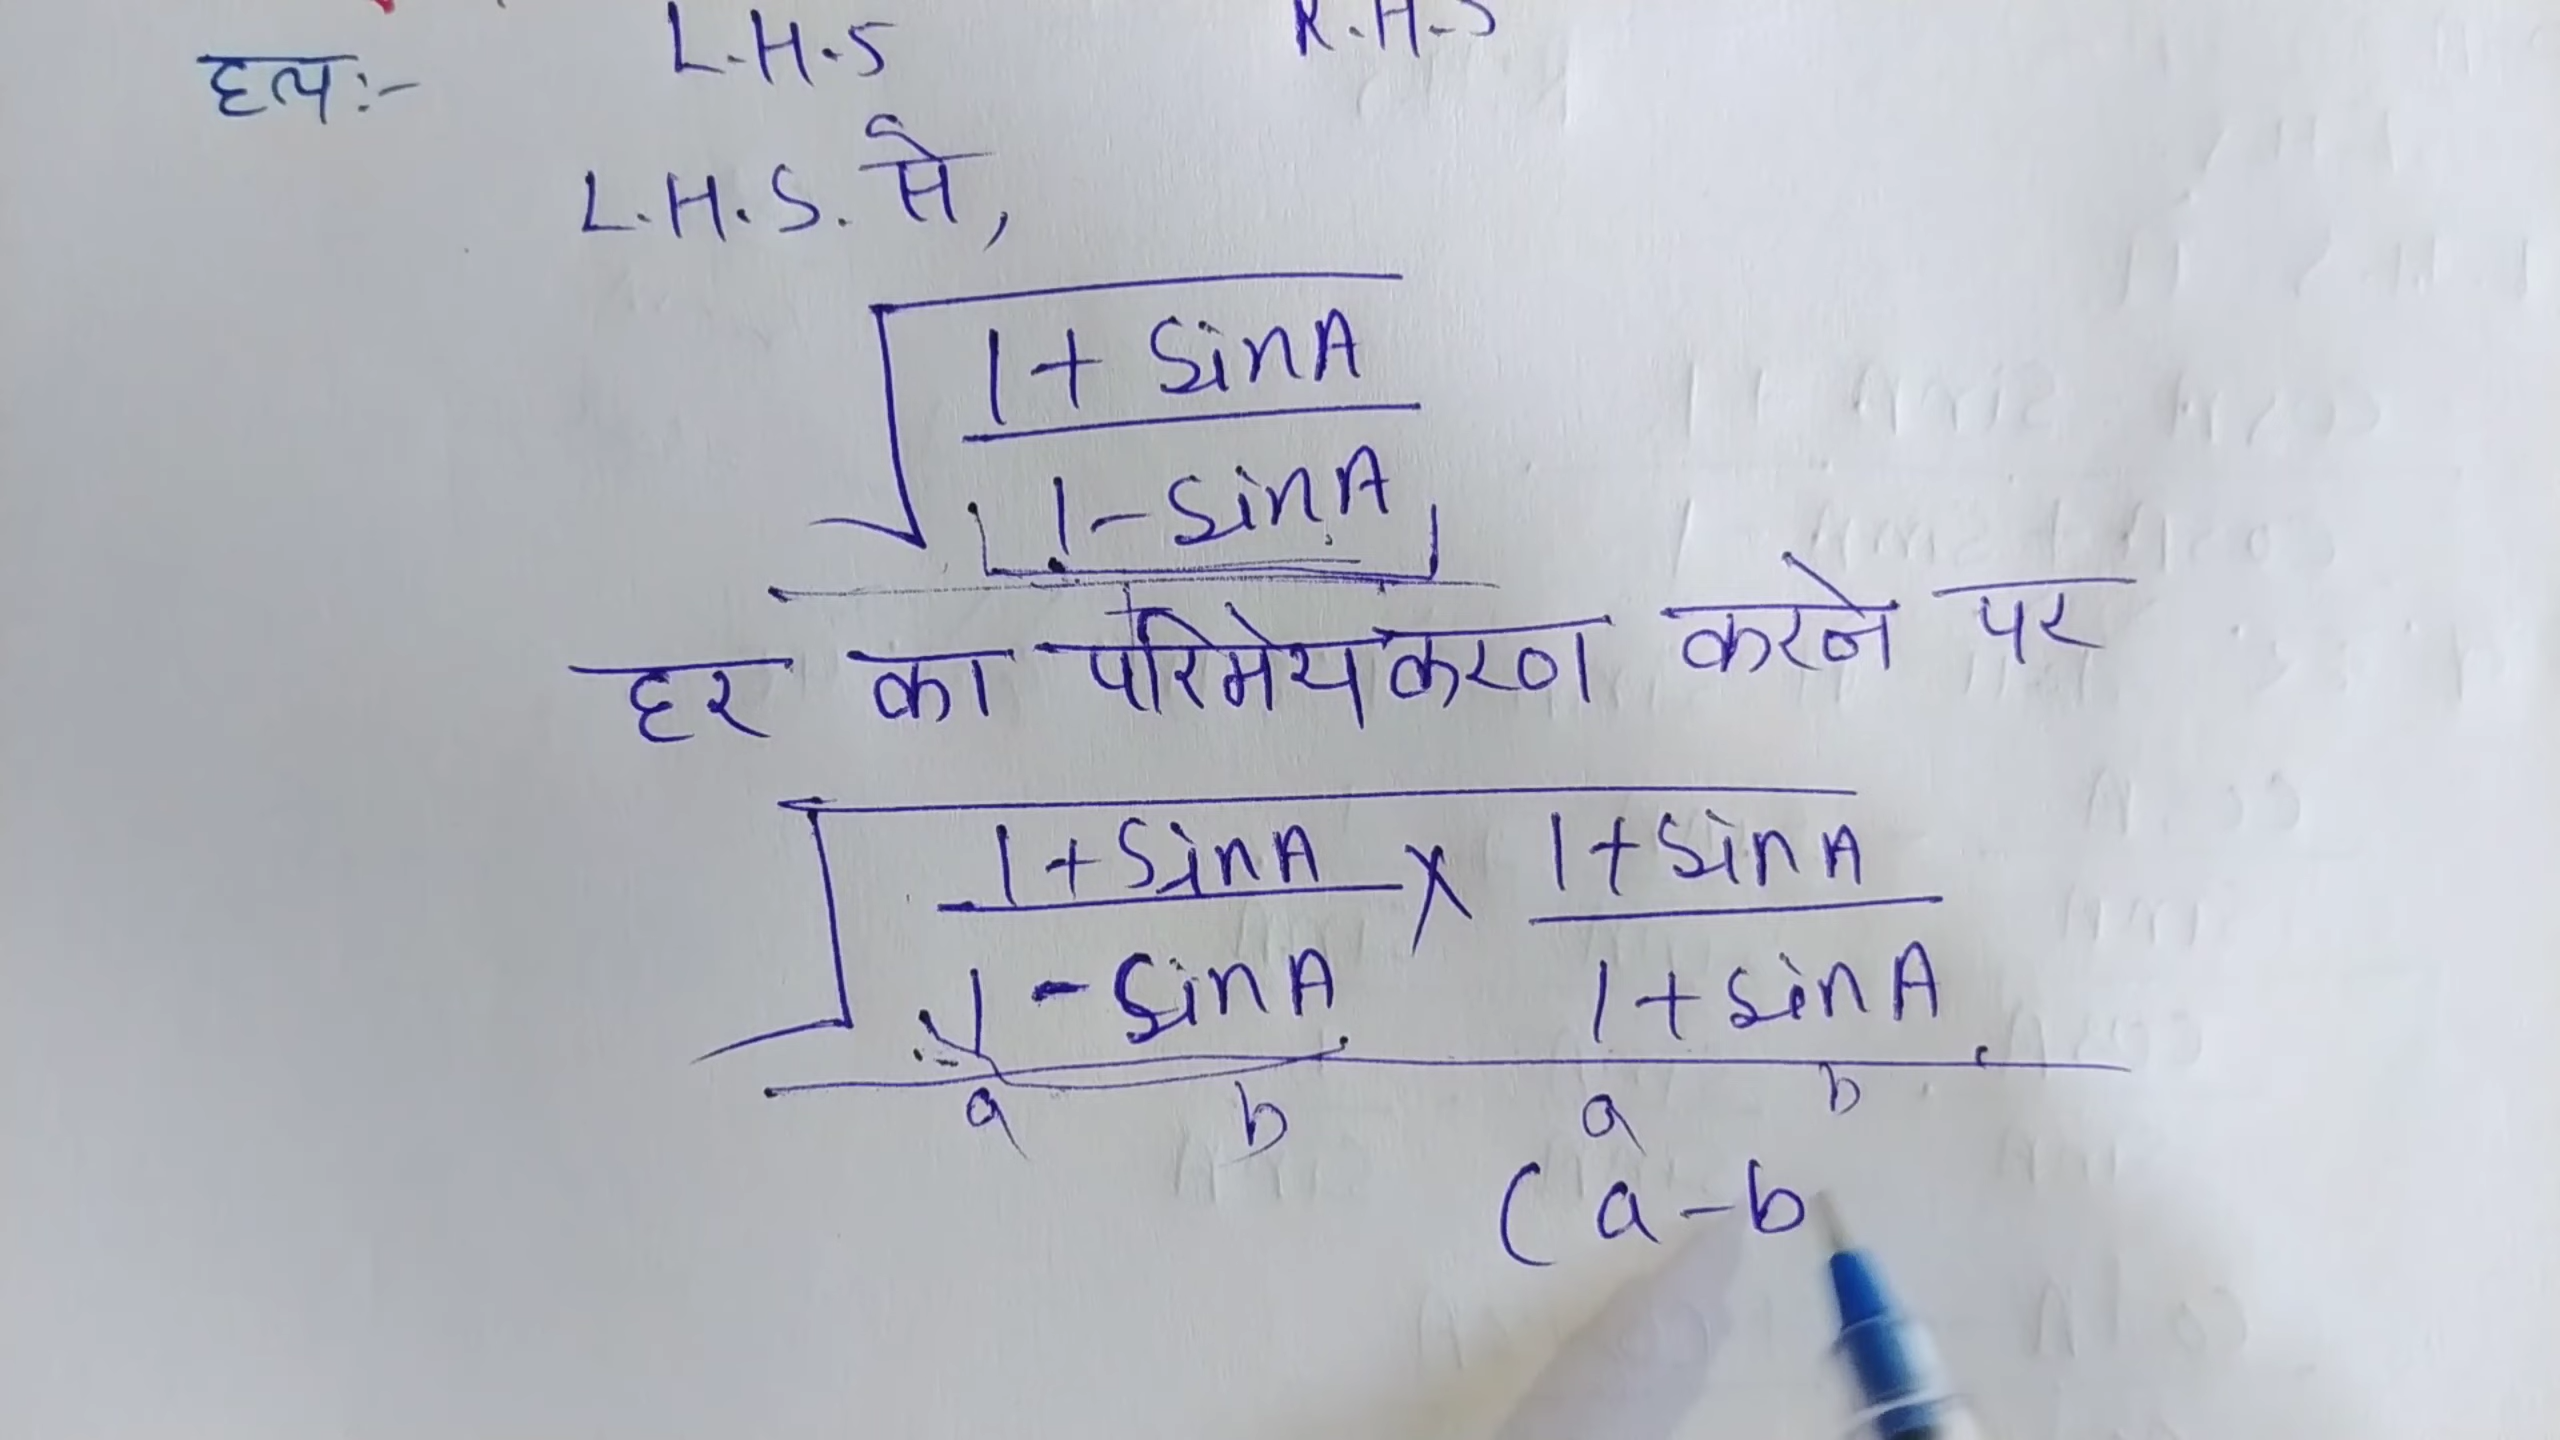 L.H.S R.H.S
हल:-
L.H.S. से,
√(1 + sinA
1 - sinA)
हर का परिमेयकरण करने पर
√(1 + sinA × 1 + sinA
1 - sinA 1 + sinA)
a b a b
(a - b